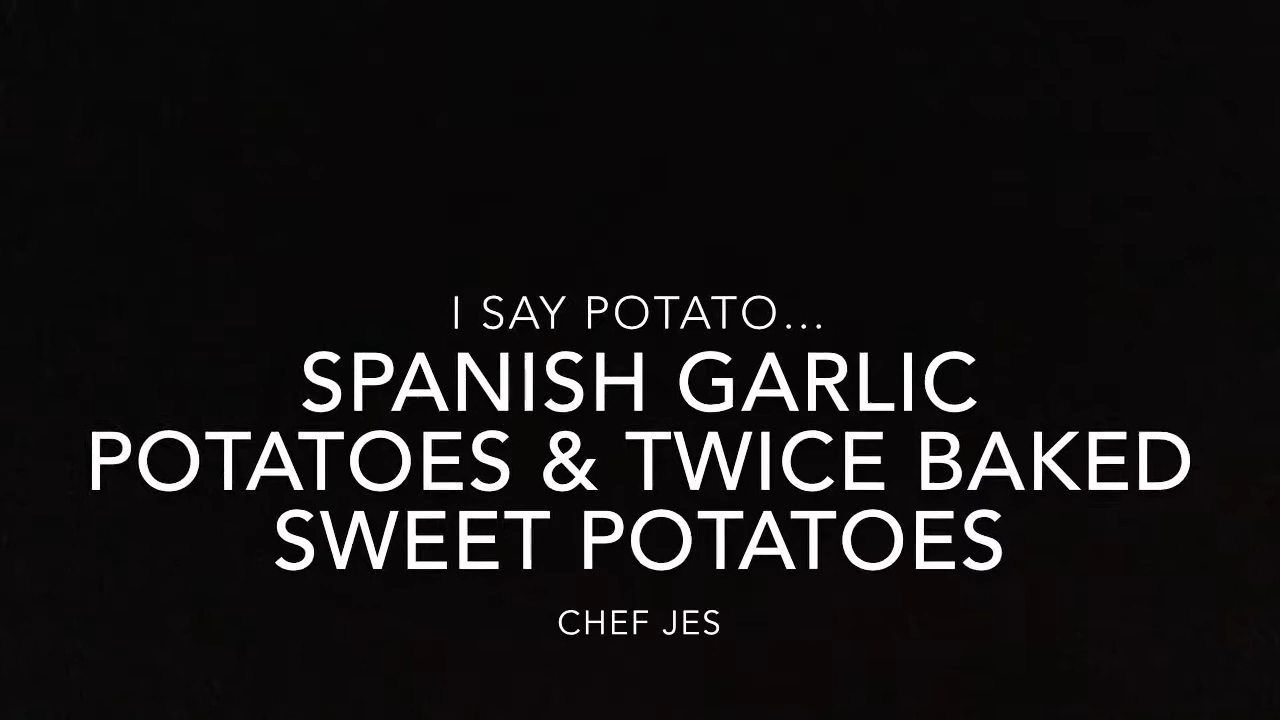 I SAY POTATO...
SPANISH GARLIC
POTATOES & TWICE BAKED
SWEET POTATOES
CHEF JES